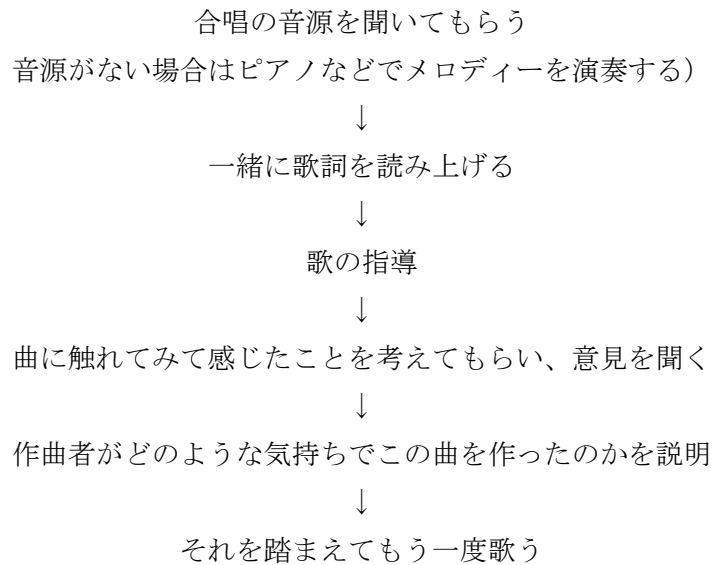 合唱の音源を聞いてもらう
音源がない場合はピアノなどでメロディーを演奏する)
↓
一緒に歌詞を読み上げる
↓
歌の指導
↓
曲に触れてみて感じたことを考えてもらい、意見を聞く
↓
作曲者がどのような気持ちでこの曲を作ったのかを説明
↓
それを踏まえてもう一度歌う